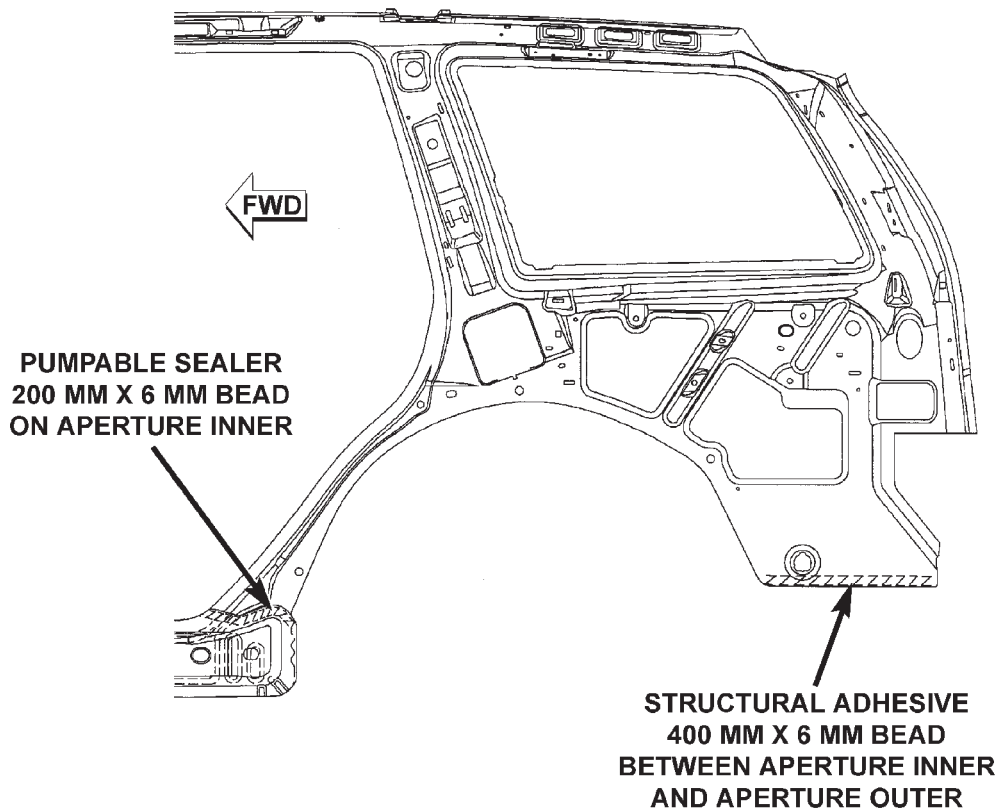 FWD
PUMPABLE SEALER
200 MM X 6 MM BEAD
ON APERTURE INNER
STRUCTURAL ADHESIVE
400 MM X 6 MM BEAD
BETWEEN APERTURE INNER
AND APERTURE OUTER